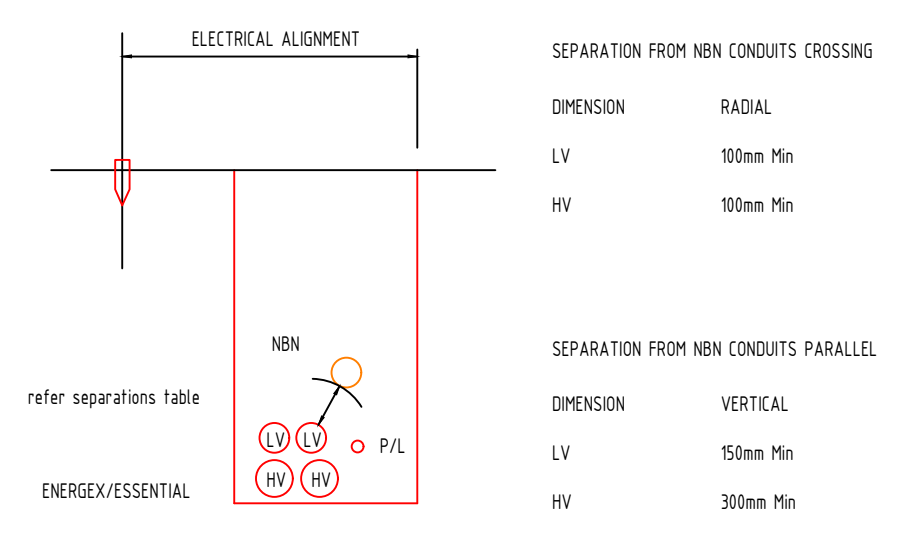 ELECTRICAL ALIGNMENT
NBN
refer separations table
LV LV
P/L
HV HV
ENERGEX/ESSENTIAL
SEPARATION FROM NBN CONDUITS CROSSING
DIMENSION RADIAL
LV 100mm Min
HV 100mm Min
SEPARATION FROM NBN CONDUITS PARALLEL
DIMENSION VERTICAL
LV 150mm Min
HV 300mm Min